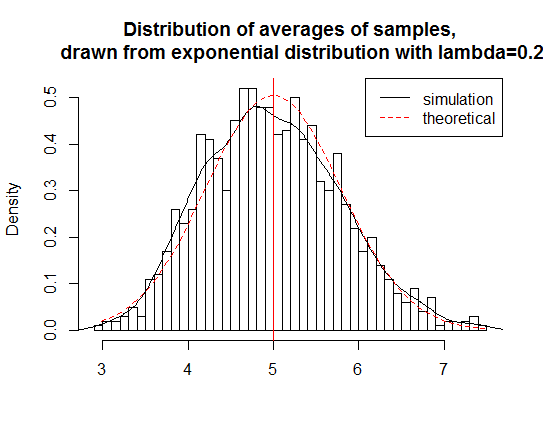 Distribution of averages of samples,
drawn from exponential distribution with lambda=0.2
simulation
theoretical
Density
0.5
0.4
0.3
0.2
0.1
0.0
3 4 5 6 7